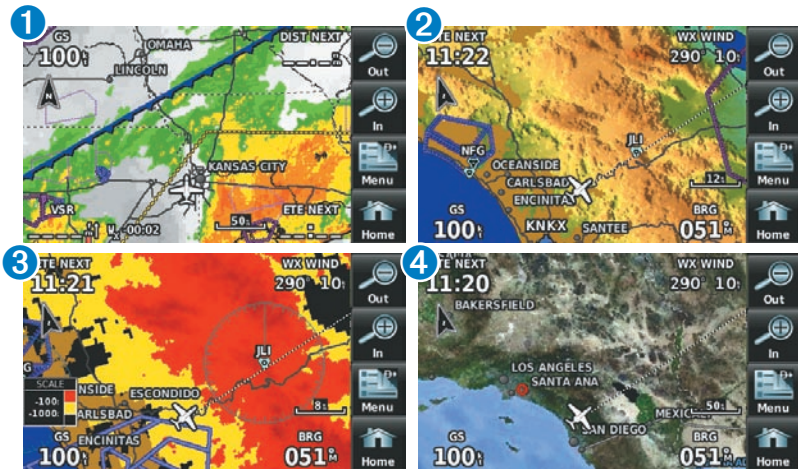 1
GS
100
OMAHA
LINCOLN
DIST NEXT
Out
In
Menu
Home
N
KANSAS CITY
VSR
-00:02
50
ETE NEXT
2
ETE NEXT
11:22
WX WIND
290° 10
Out
In
Menu
Home
NFG
JLI
OCEANSIDE
CARLSBAD
ENCINITA
12
KNKX
SANTEE
GS
100
BRG
051°M
3
ETE NEXT
11:21
WX WIND
290° 10
Out
In
Menu
Home
G
JLI
SCALE
-100
-1000
NSIDE
ESCONDIDO
ARLSBAD
ENCINITAS
8
GS
100
BRG
051°M
4
ETE NEXT
11:20
WX WIND
290° 10
Out
In
Menu
Home
BAKERSFIELD
LOS ANGELES
SANTA ANA
MEXICAL
50
SAN DIEGO
GS
100
BRG
051°M